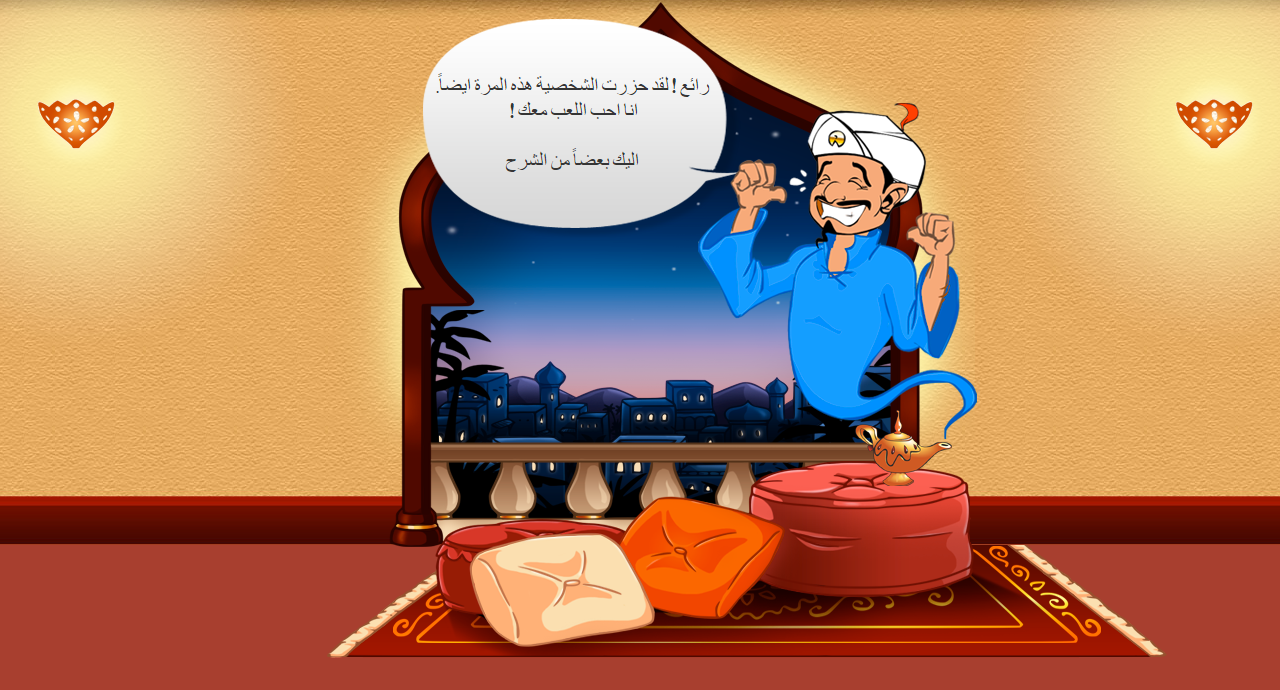 رائع ! لقد حزرت الشخصية هذه المرة ايضاً.
انا احب اللعب معك !
اليك بعضاً من الشرح